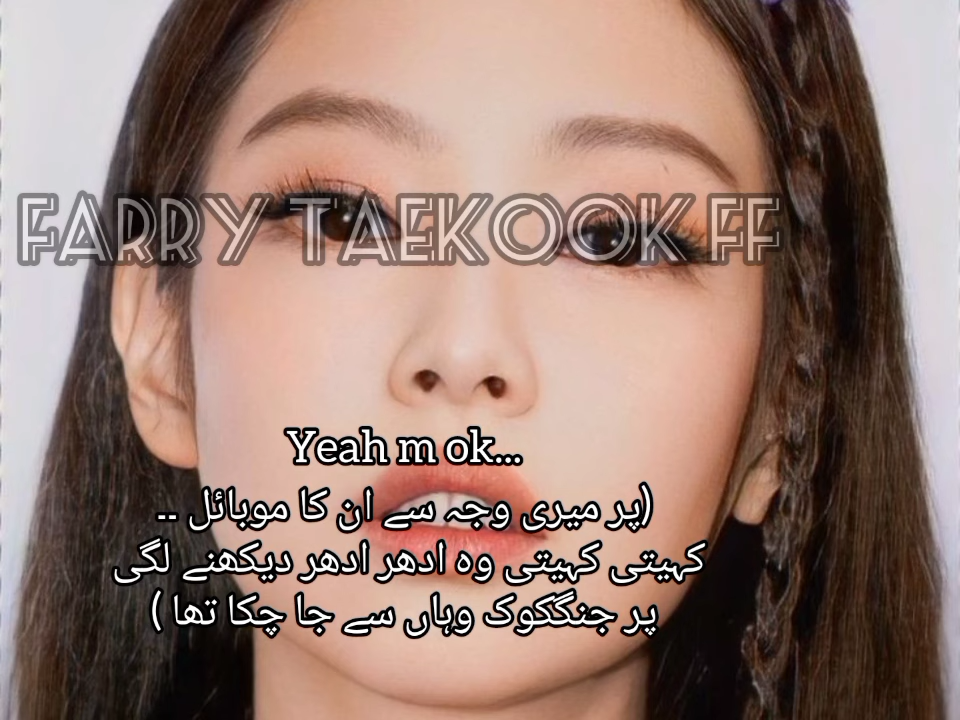 FARRY TAEKOOK FF
Yeah m ok...
(پر میری وجہ سے ان کا موبائل --
کہیتی کہیتی وہ ادھر ادھر دیکھنے لگی
پر جنگکوک وہاں سے جا چکا تھا )